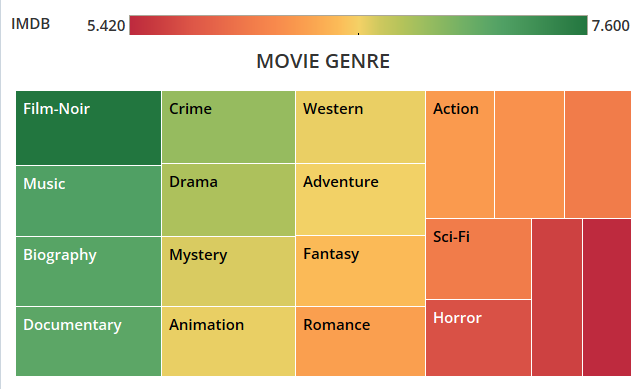 IMDB 5.420 7.600
MOVIE GENRE
Film-Noir
Crime
Western
Action
Music
Drama
Adventure
Sci-Fi
Biography
Mystery
Fantasy
Horror
Documentary
Animation
Romance